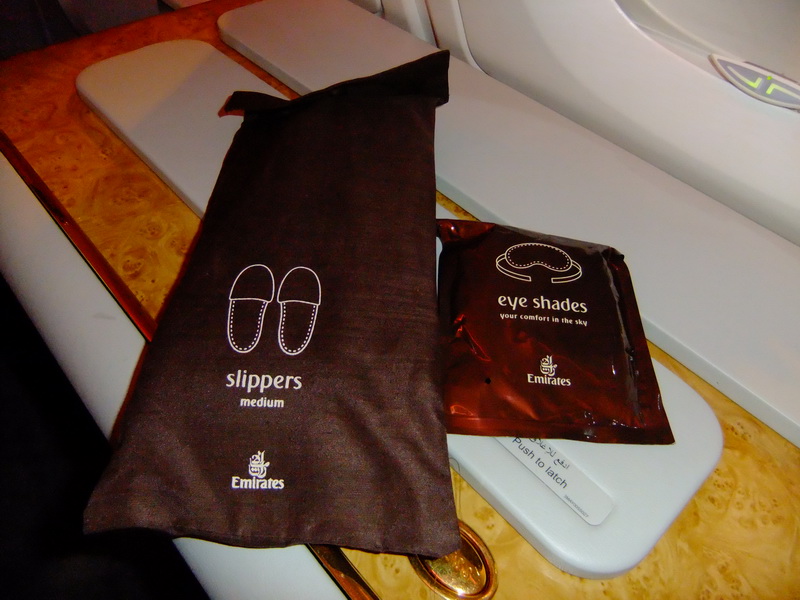 slippers
medium
Emirates
eye shades
your comfort in the sky
Emirates
Push to latch